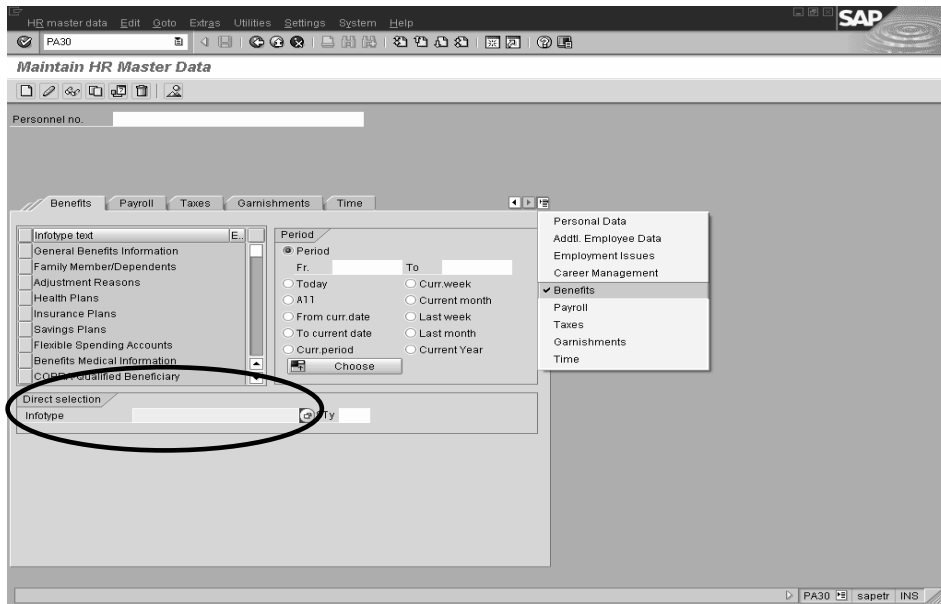 HR master data Edit Goto Extras Utilities Settings System Help
SAP
PA30
Maintain HR Master Data
Personnel no.
Benefits Payroll Taxes Garnishments Time
Infotype text E..
General Benefits Information
Family Member/Dependents
Adjustment Reasons
Health Plans
Insurance Plans
Savings Plans
Flexible Spending Accounts
Benefits Medical Information
COBRA Qualified Beneficiary
Period
Period
Fr. To
Today Curr.week
All Current month
From curr.date Last week
To current date Last month
Curr.period Current Year
Choose
Personal Data
Addtl. Employee Data
Employment Issues
Career Management
Benefits
Payroll
Taxes
Garnishments
Time
Direct selection
Infotype STy
PA30 sapetr INS